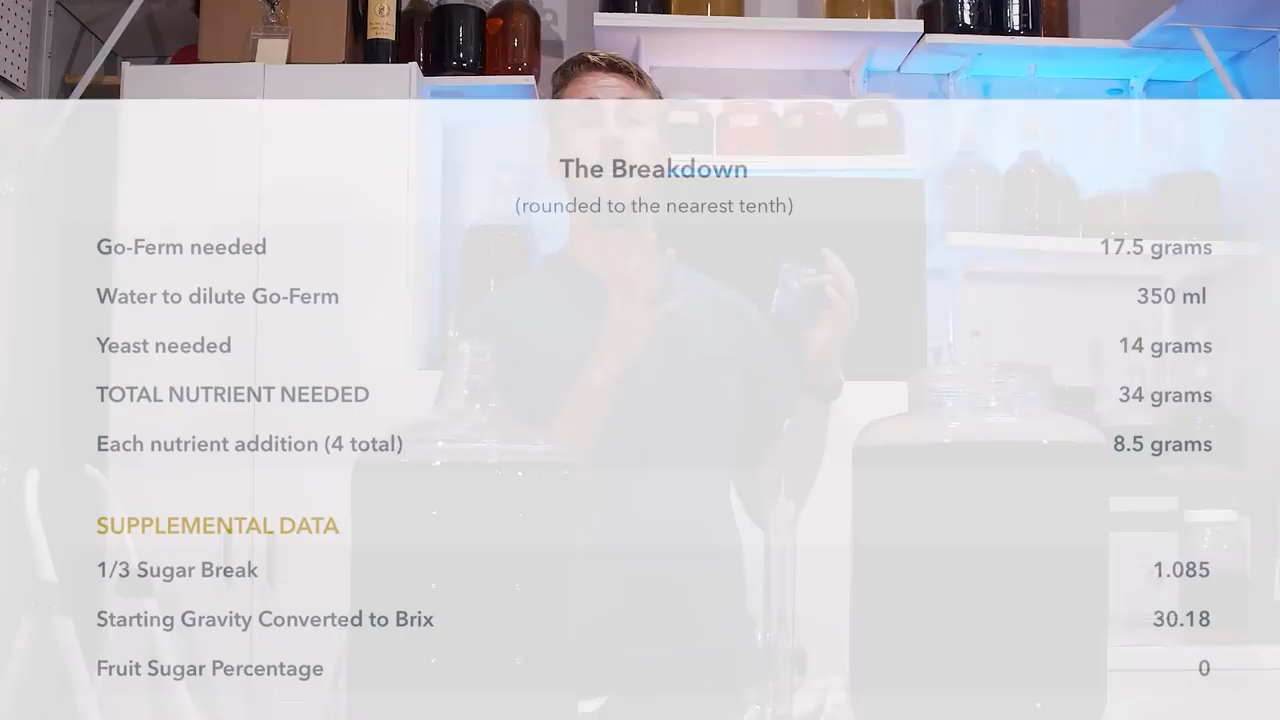 The Breakdown
(rounded to the nearest tenth)
Go-Ferm needed 17.5 grams
Water to dilute Go-Ferm 350 ml
Yeast needed 14 grams
TOTAL NUTRIENT NEEDED 34 grams
Each nutrient addition (4 total) 8.5 grams
SUPPLEMENTAL DATA
1/3 Sugar Break 1.085
Starting Gravity Converted to Brix 30.18
Fruit Sugar Percentage 0